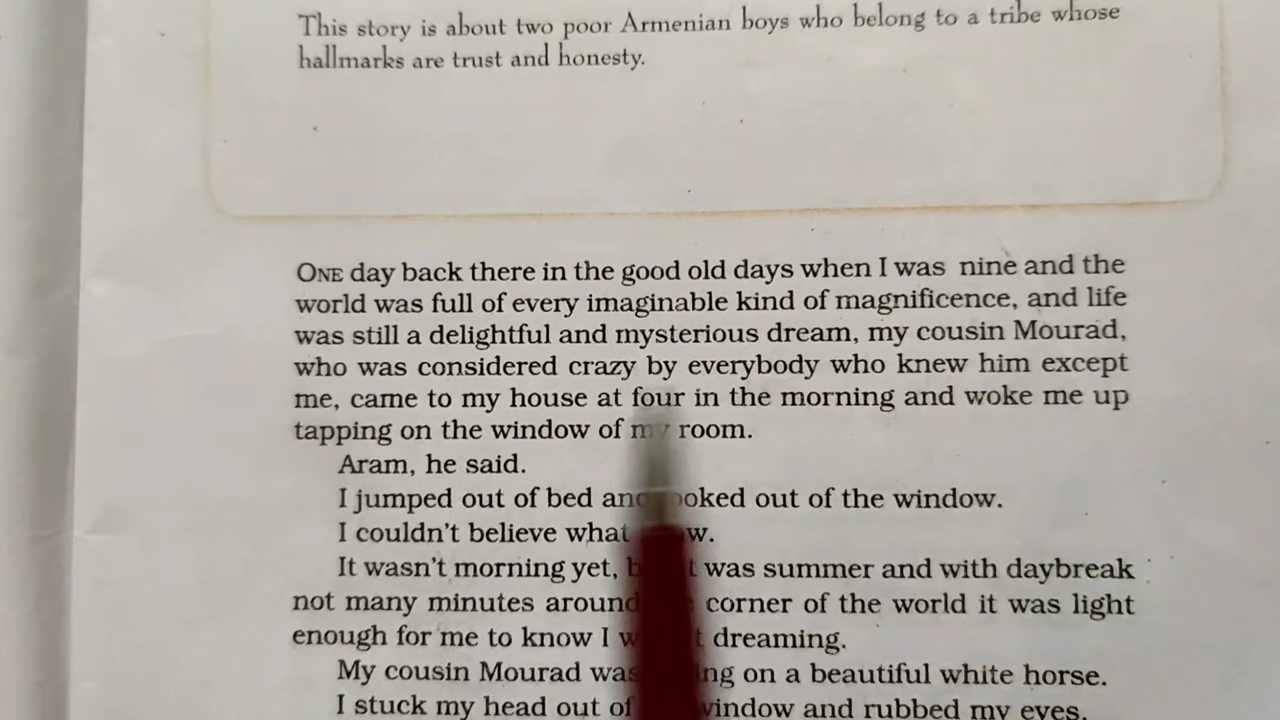 This story is about two poor Armenian boys who belong to a tribe whose
hallmarks are trust and honesty.
ONE day back there in the good old days when I was nine and the
world was full of every imaginable kind of magnificence, and life
was still a delightful and mysterious dream, my cousin Mourad,
who was considered crazy by everybody who knew him except
me, came to my house at four in the morning and woke me up
tapping on the window of my room.
Aram, he said.
I jumped out of bed and looked out of the window.
I couldn't believe what
It wasn't morning yet, was summer and with daybreak
not many minutes around corner of the world it was light
enough for me to know I dreaming.
My cousin Mourad was on a beautiful white horse.
I stuck my head out of window and rubbed my eyes.